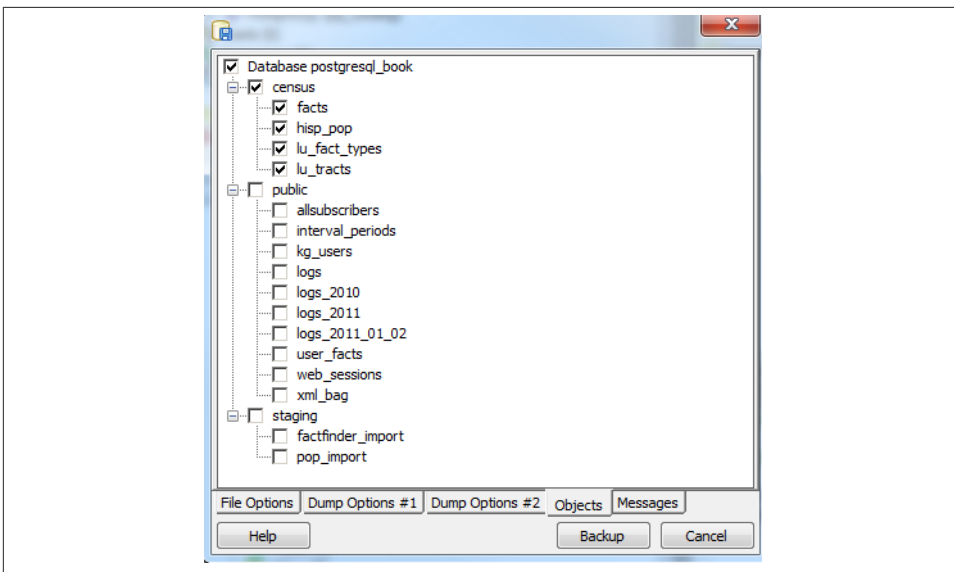 Database postgresql_book
census
facts
hisp_pop
lu_fact_types
lu_tracts
public
allsubscribers
interval_periods
kg_users
logs
logs_2010
logs_2011
logs_2011_01_02
user_facts
web_sessions
xml_bag
staging
factfinder_import
pop_import
File Options Dump Options #1 Dump Options #2 Objects Messages
Help Backup Cancel